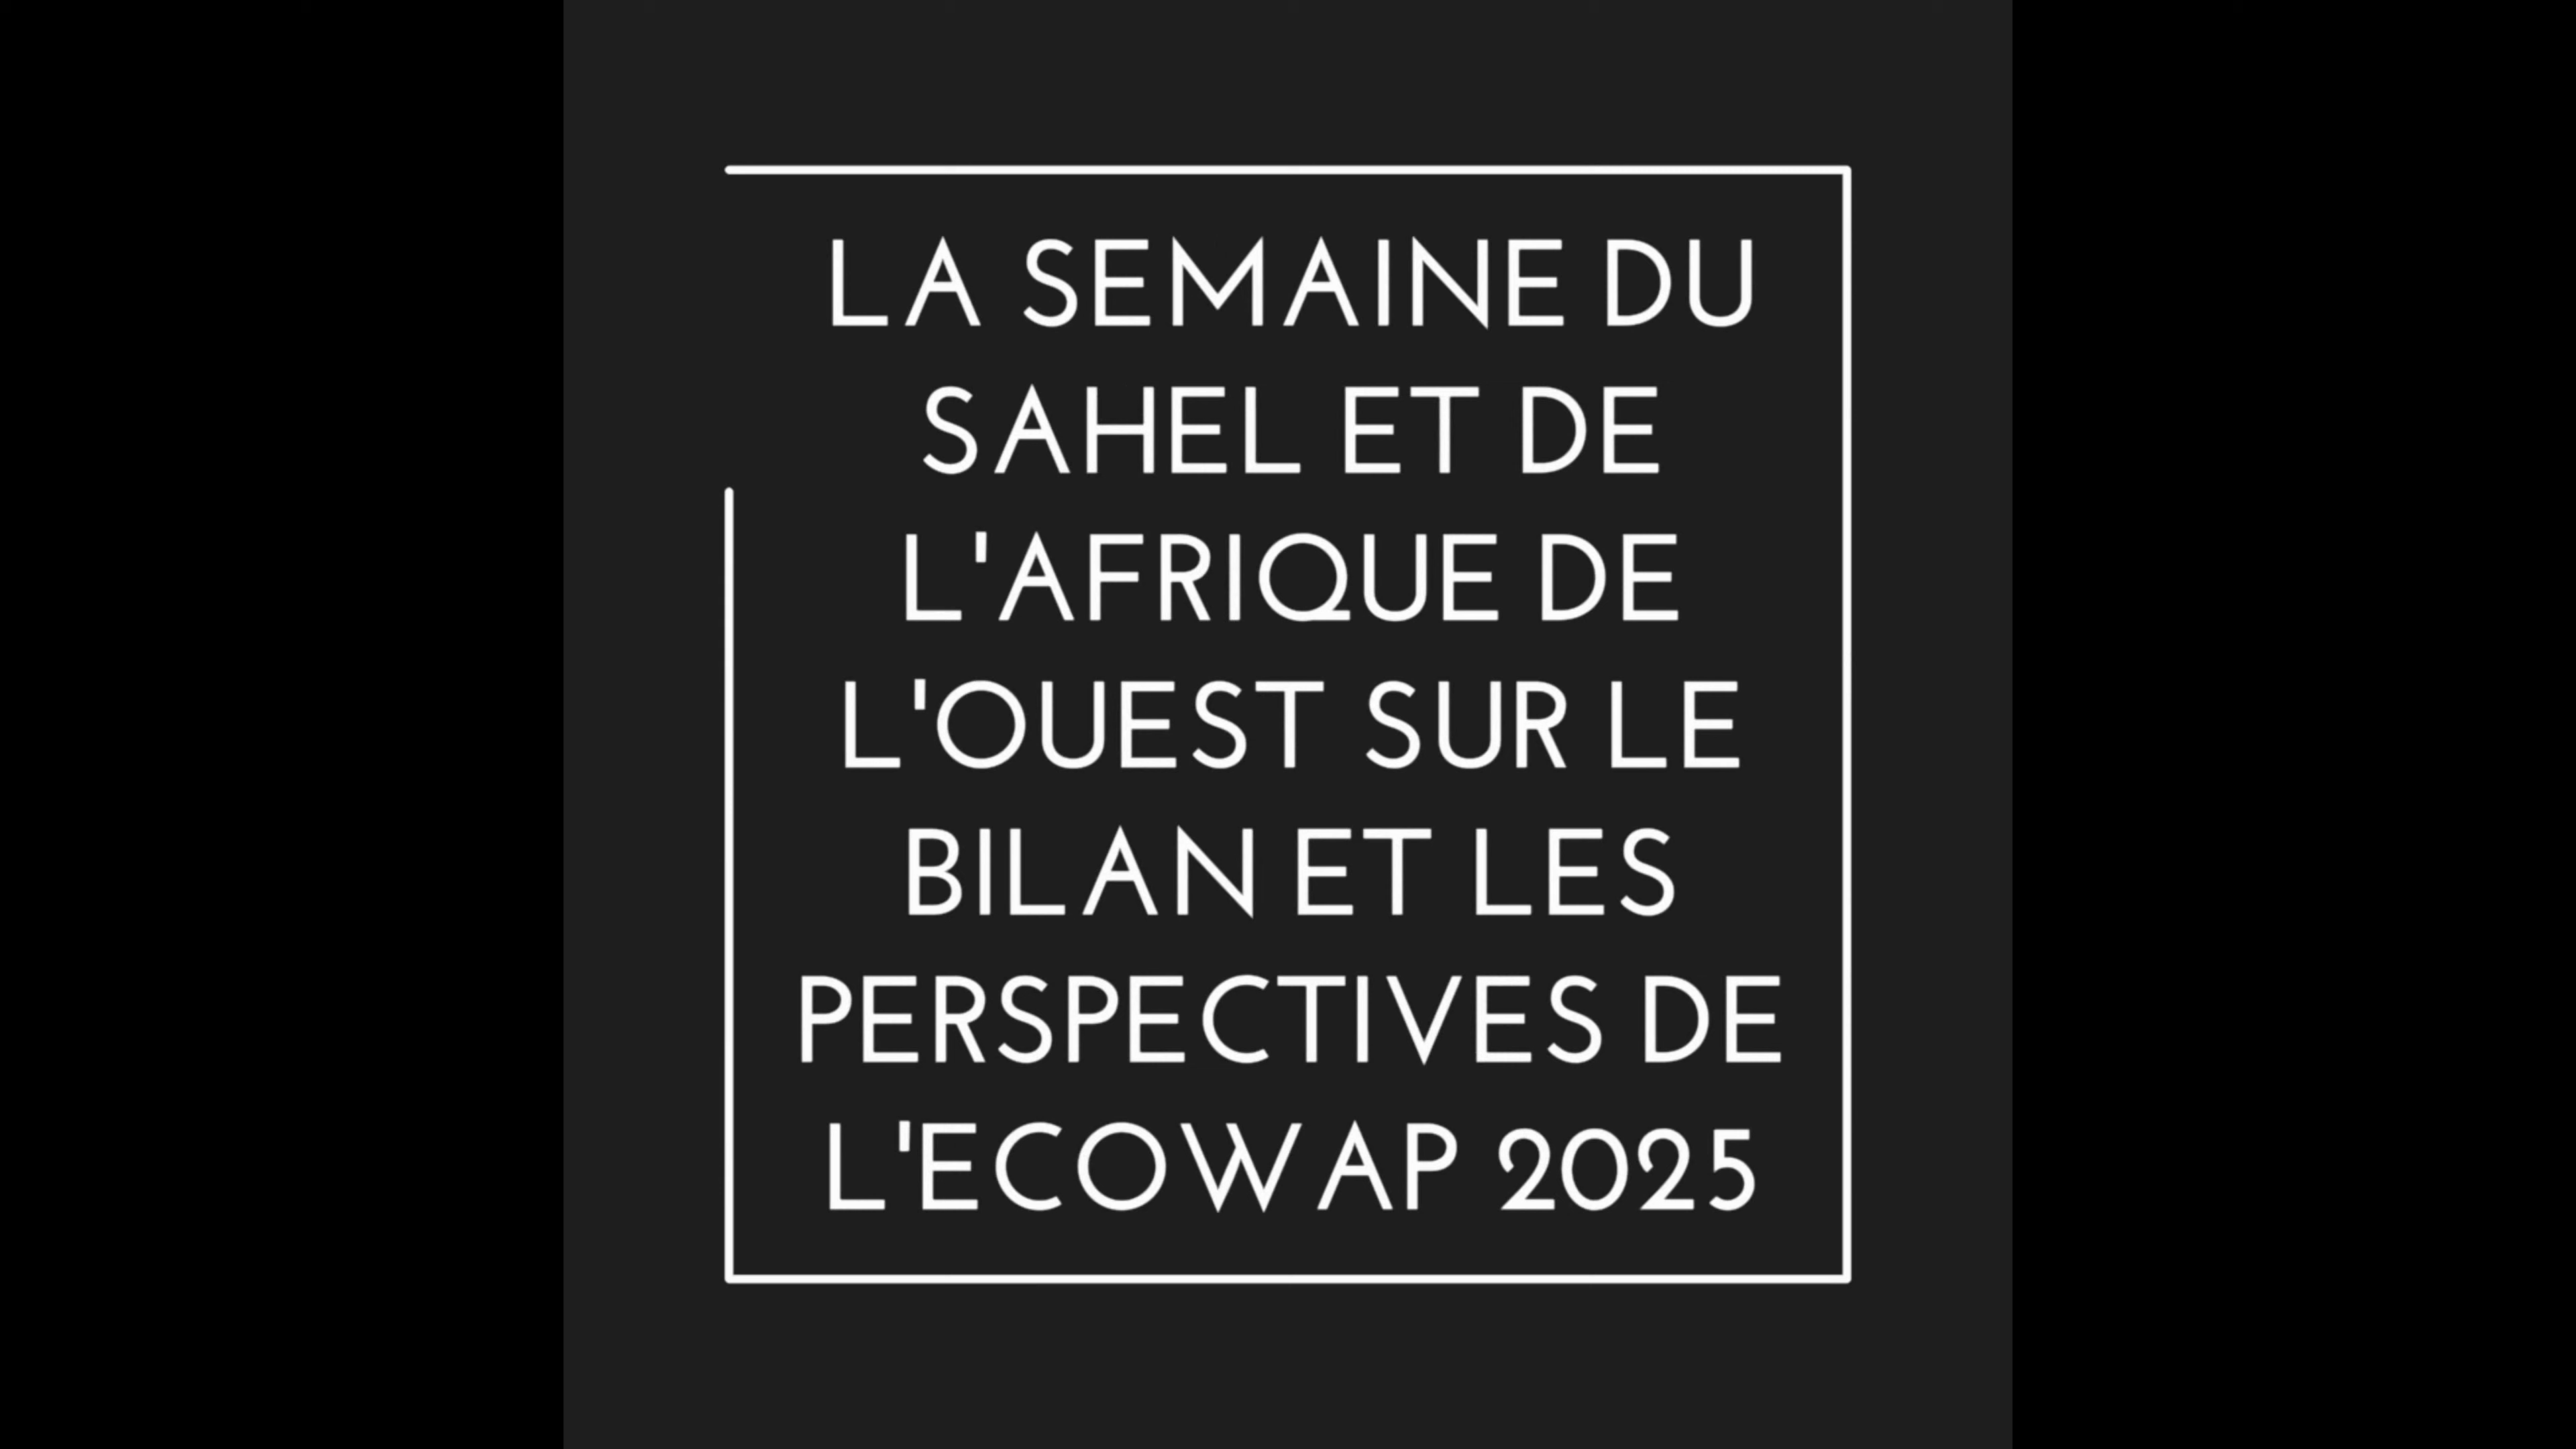 LA SEMAINE DU
SAHEL ET DE
L'AFRIQUE DE
L'OUEST SUR LE
BILAN ET LES
PERSPECTIVES DE
L'ECOWAP 2025